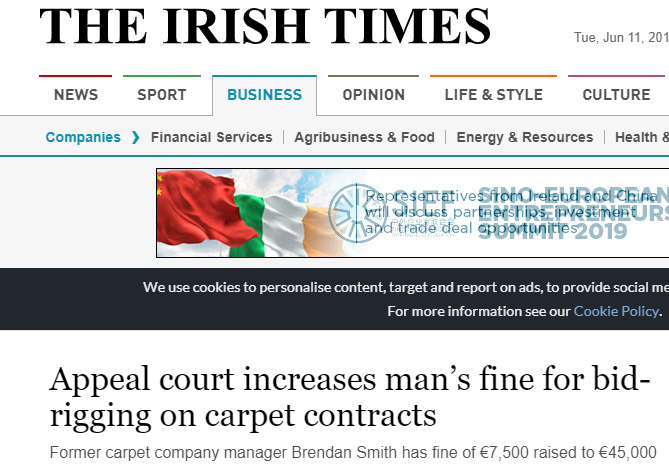 THE IRISH TIMES
Tue, Jun 11, 201
NEWS SPORT BUSINESS OPINION LIFE & STYLE CULTURE
Companies ❯ Financial Services Agribusiness & Food Energy & Resources Health &
Representatives from Ireland and China
will discuss partnerships, investment
and trade deal opportunities
SINO-EUROPEAN
ENTREPRENEURS
SUMMIT 2019
We use cookies to personalise content, target and report on ads, to provide social me
For more information see our Cookie Policy.
Appeal court increases man’s fine for bid-
rigging on carpet contracts
Former carpet company manager Brendan Smith has fine of €7,500 raised to €45,000